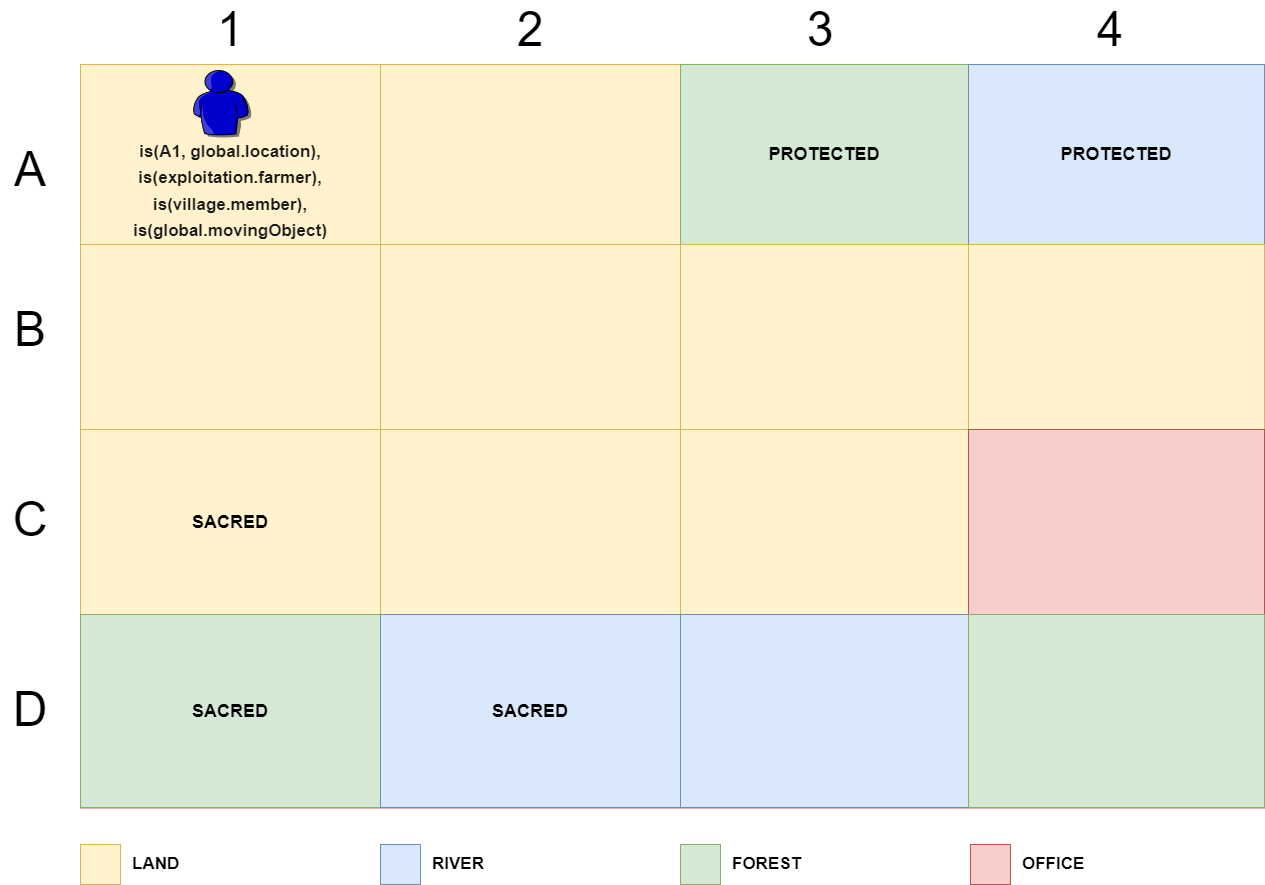 1 2 3 4
A
is(A1, global.location),
is(exploitation.farmer),
is(village.member),
is(global.movingObject)
PROTECTED PROTECTED
B
C
SACRED
D
SACRED SACRED
LAND RIVER FOREST OFFICE